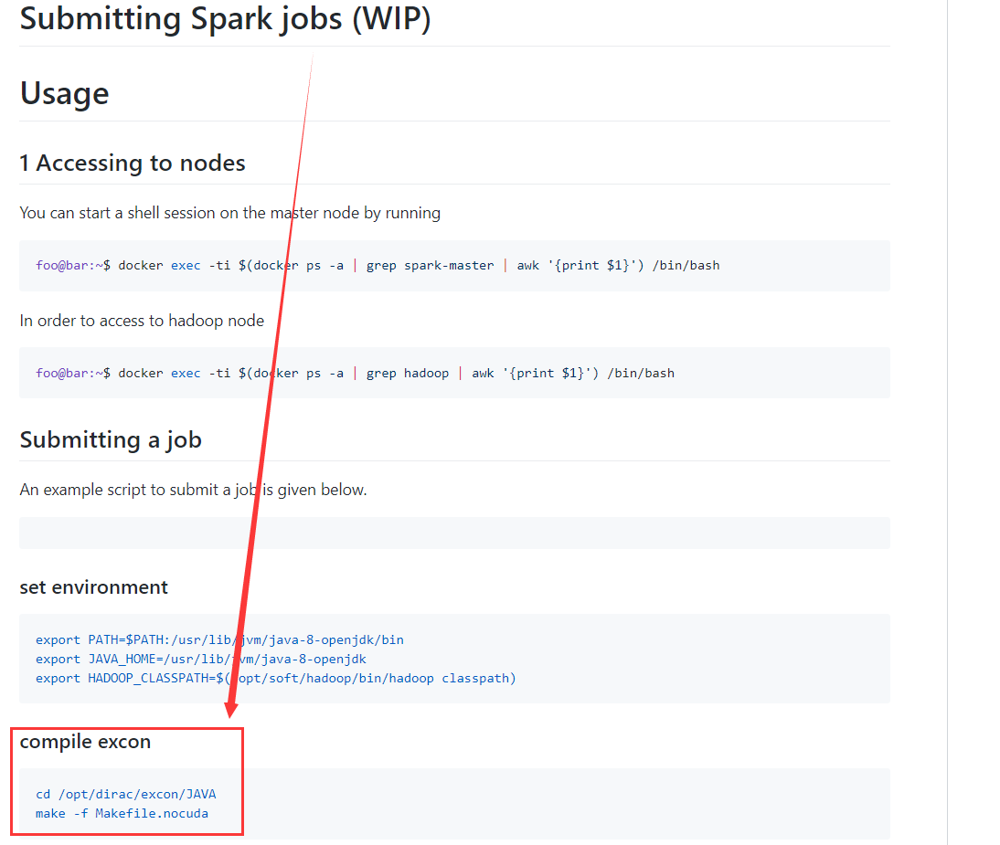 Submitting Spark jobs (WIP)
Usage
1 Accessing to nodes
You can start a shell session on the master node by running
foo@bar:~$ docker exec -ti $(docker ps -a | grep spark-master | awk '{print $1}') /bin/bash
In order to access to hadoop node
foo@bar:~$ docker exec -ti $(docker ps -a | grep hadoop | awk '{print $1}') /bin/bash
Submitting a job
An example script to submit a job is given below.
set environment
export PATH=$PATH:/usr/lib/jvm/java-8-openjdk/bin
export JAVA_HOME=/usr/lib/jvm/java-8-openjdk
export HADOOP_CLASSPATH=$(/opt/soft/hadoop/bin/hadoop classpath)
compile excon
cd /opt/dirac/excon/JAVA
make -f Makefile.nocuda